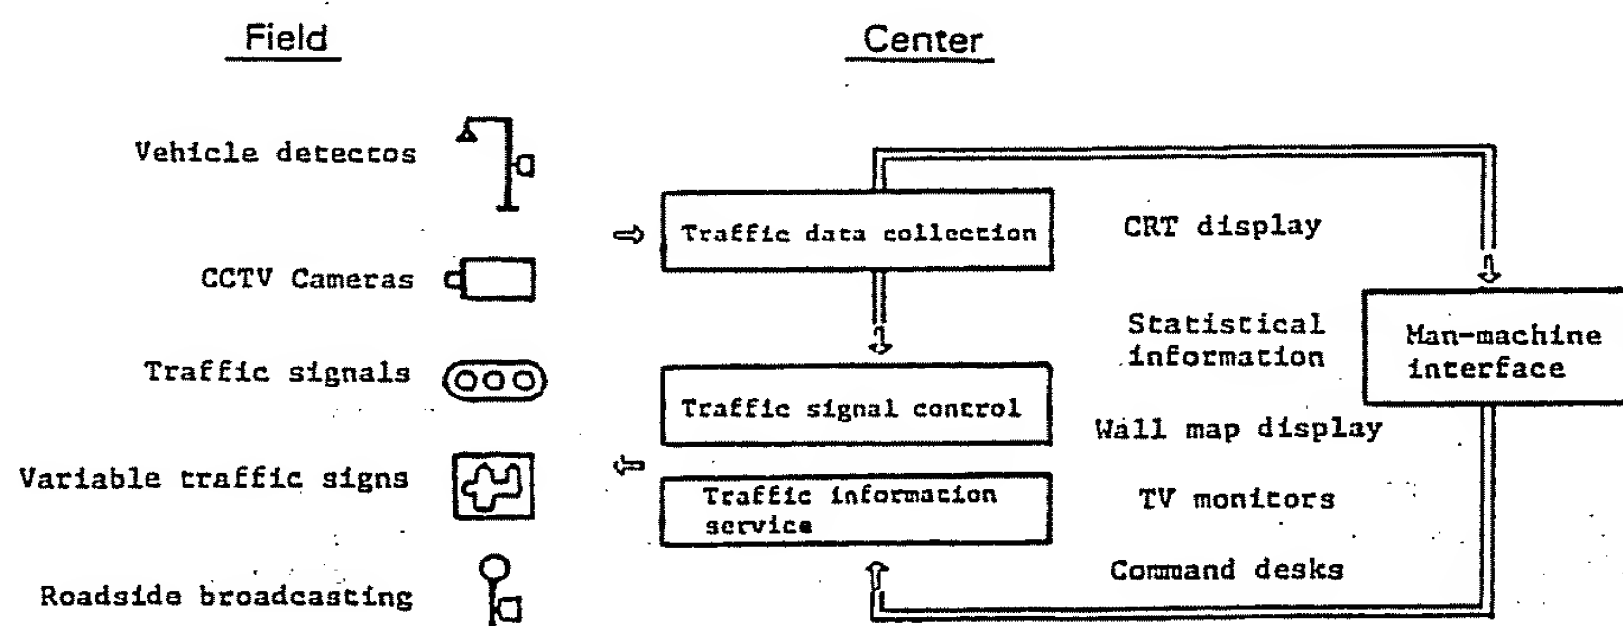 Field
Center
Vehicle detectos
CCTV Cameras
Traffic signals
Variable traffic signs
Roadside broadcasting
Traffic data collection
Traffic signal control
Traffic information
service
CRT display
Statistical
information
Wall map display
TV monitors
Command desks
Man-machine
interface